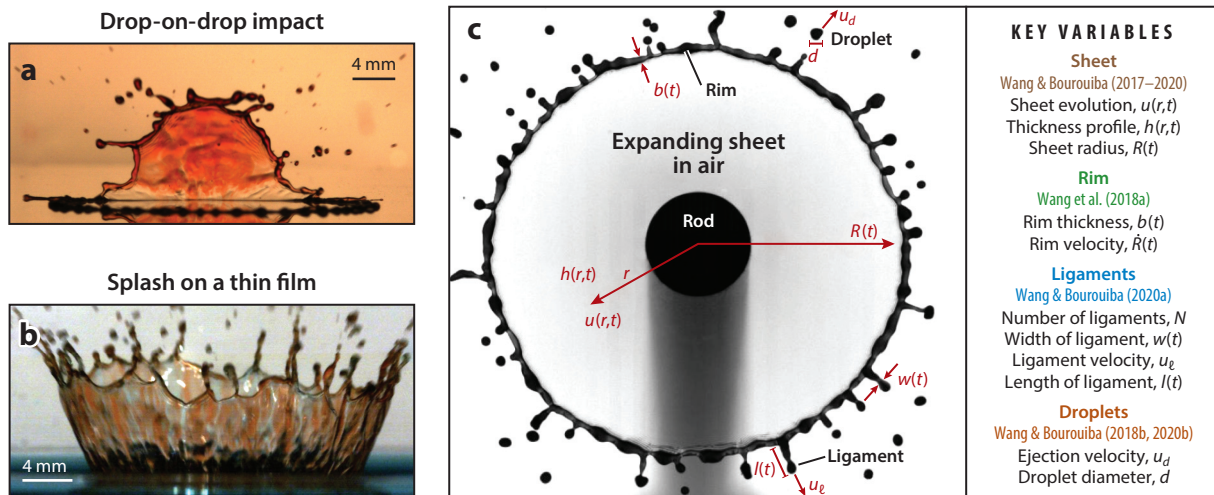 Drop-on-drop impact
a
4 mm
Splash on a thin film
b
4 mm
c
u_d
Droplet
d
b(t)
Rim
Expanding sheet
in air
Rod
R(t)
h(r,t)
r
u(r,t)
w(t)
l(t)
Ligament
u_ℓ
KEY VARIABLES
Sheet
Wang & Bourouiba (2017–2020)
Sheet evolution, u(r,t)
Thickness profile, h(r,t)
Sheet radius, R(t)
Rim
Wang et al. (2018a)
Rim thickness, b(t)
Rim velocity, Ṙ(t)
Ligaments
Wang & Bourouiba (2020a)
Number of ligaments, N
Width of ligament, w(t)
Ligament velocity, u_ℓ
Length of ligament, l(t)
Droplets
Wang & Bourouiba (2018b, 2020b)
Ejection velocity, u_d
Droplet diameter, d